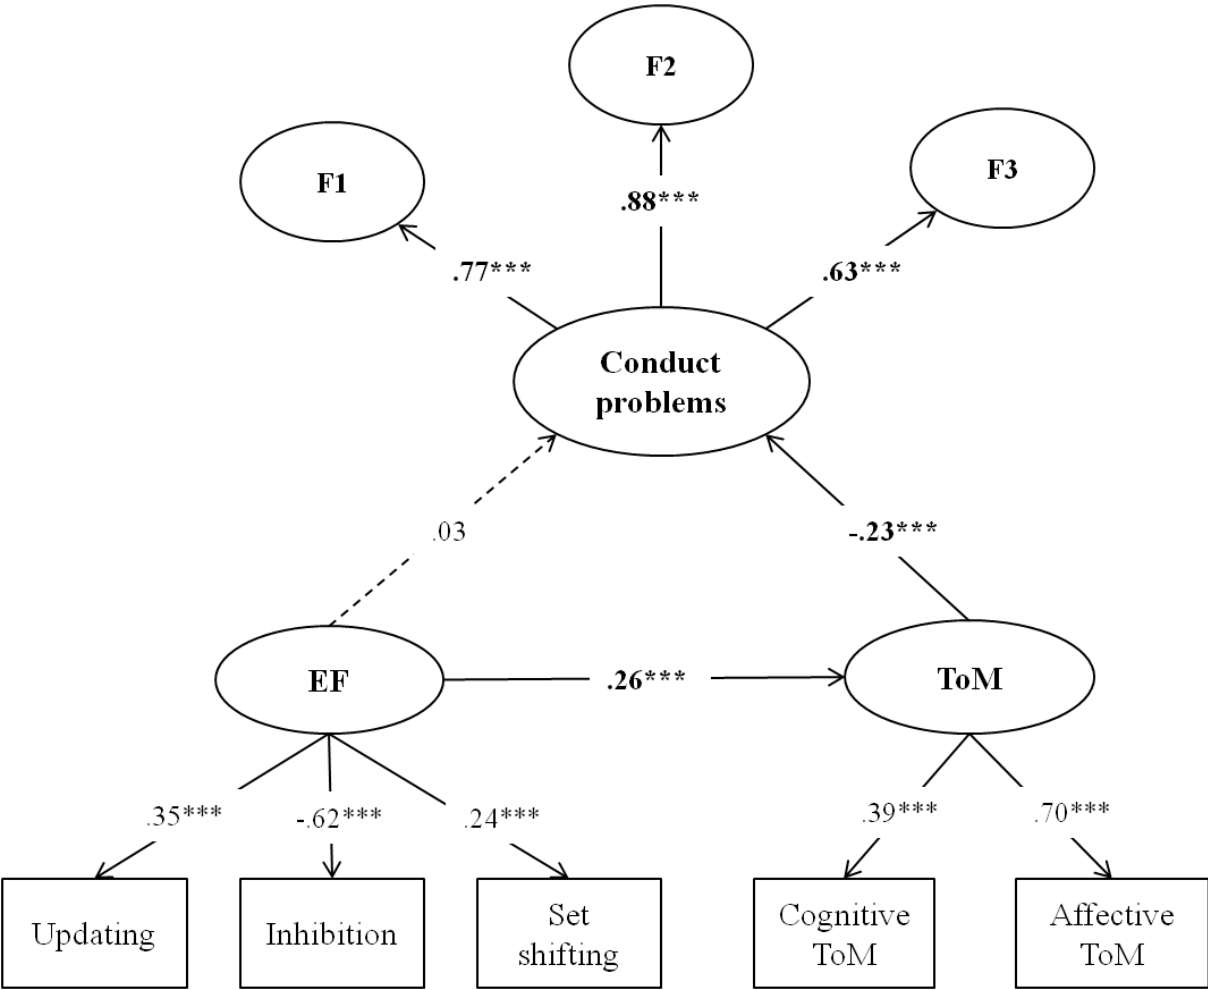 F2
F1
F3
.88***
.77***
.63***
Conduct
problems
.03
-.23***
EF
.26***
ToM
.35***
-.62***
.24***
.39***
.70***
Updating
Inhibition
Set
shifting
Cognitive
ToM
Affective
ToM